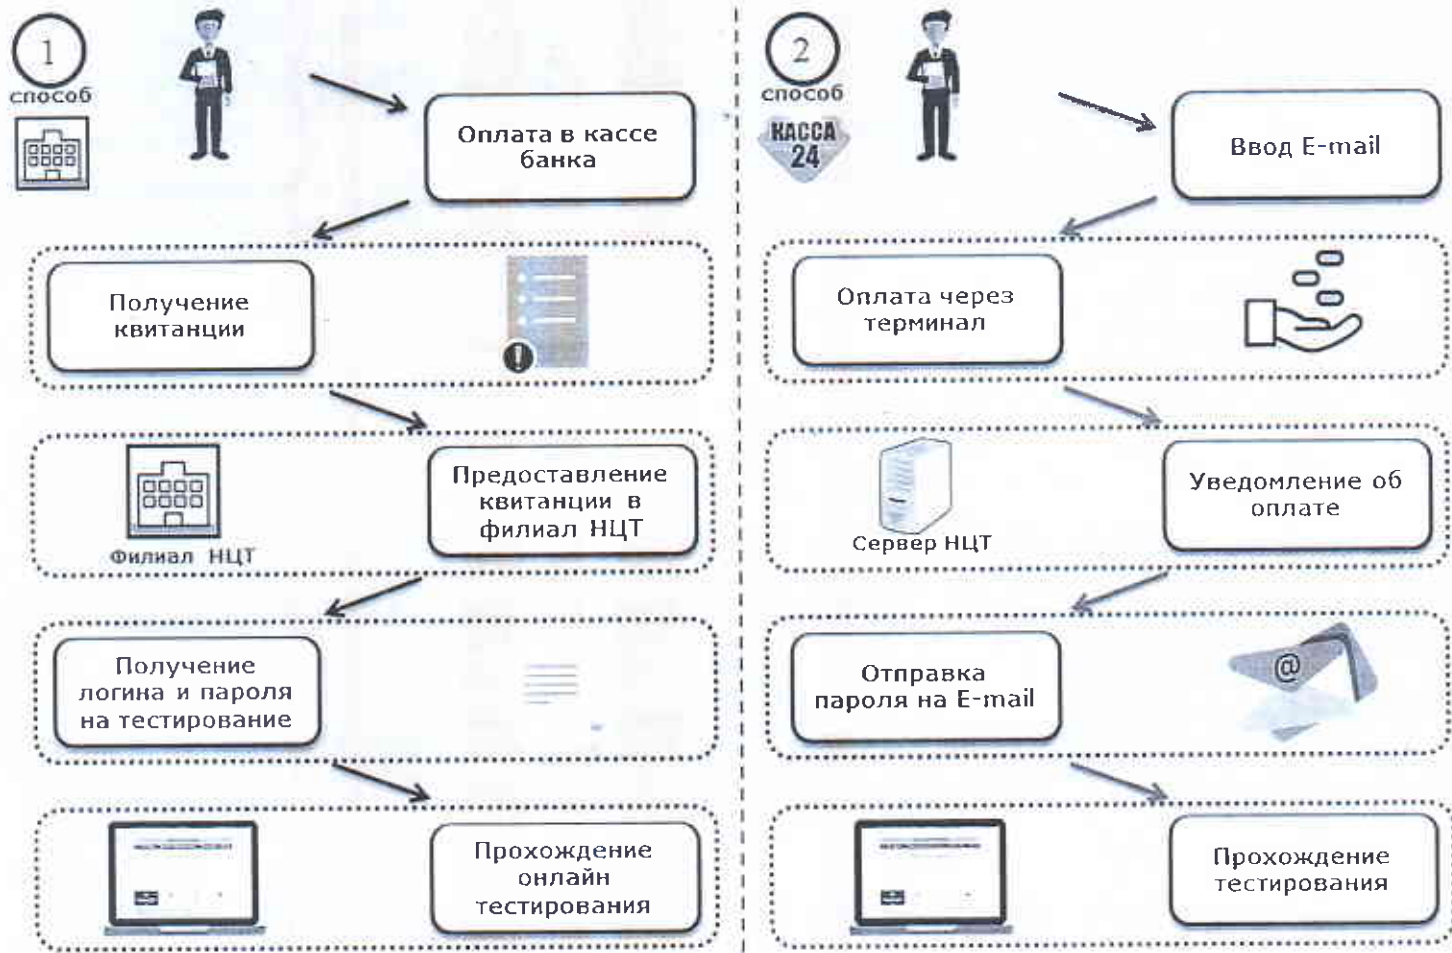 1
способ
Оплата в кассе
банка
Получение
квитанции
Предоставление
квитанции в
филиал НЦТ
Филиал НЦТ
Получение
логина и пароля
на тестирование
Прохождение
онлайн
тестирования
2
способ
КАССА
24
Ввод E-mail
Оплата через
терминал
Уведомление об
оплате
Сервер НЦТ
Отправка
пароля на E-mail
@
Прохождение
тестирования